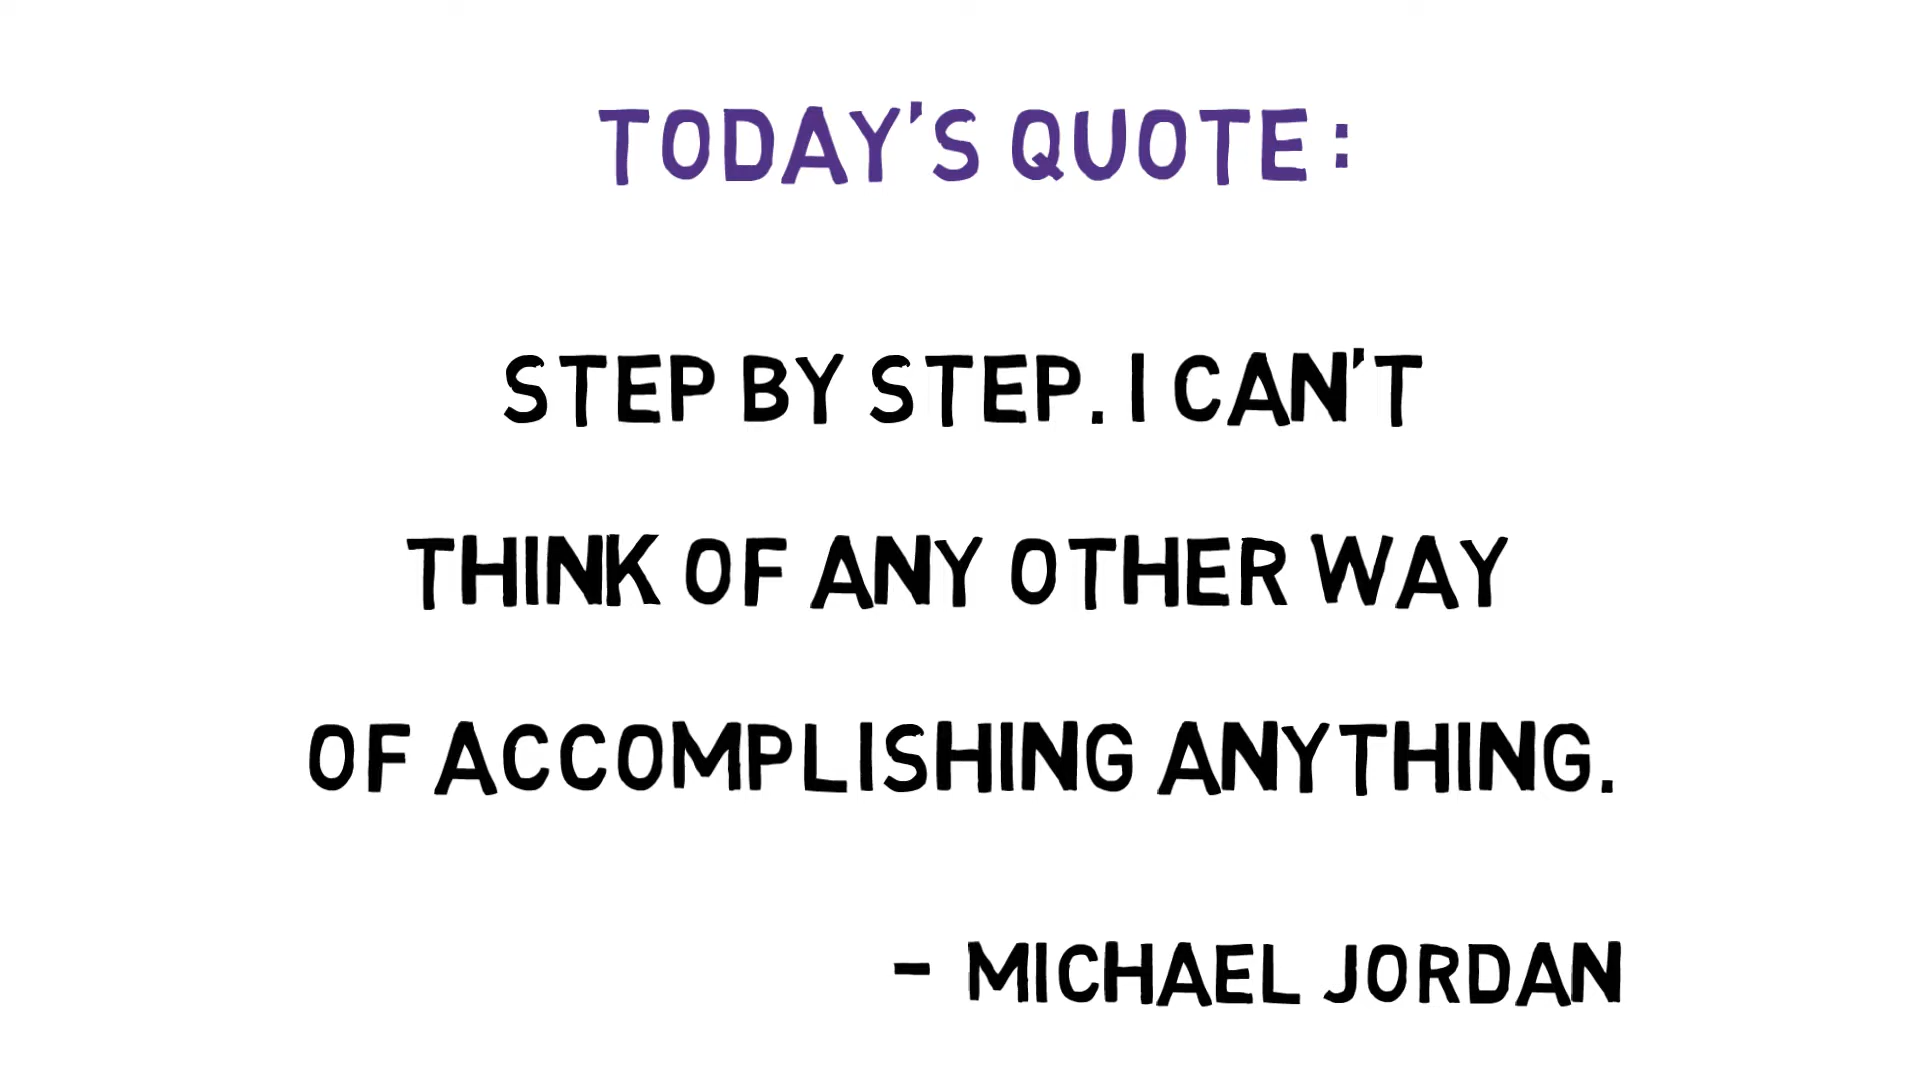 TODAY'S QUOTE:
STEP BY STEP. I CAN'T
THINK OF ANY OTHER WAY
OF ACCOMPLISHING ANYTHING.
- MICHAEL JORDAN